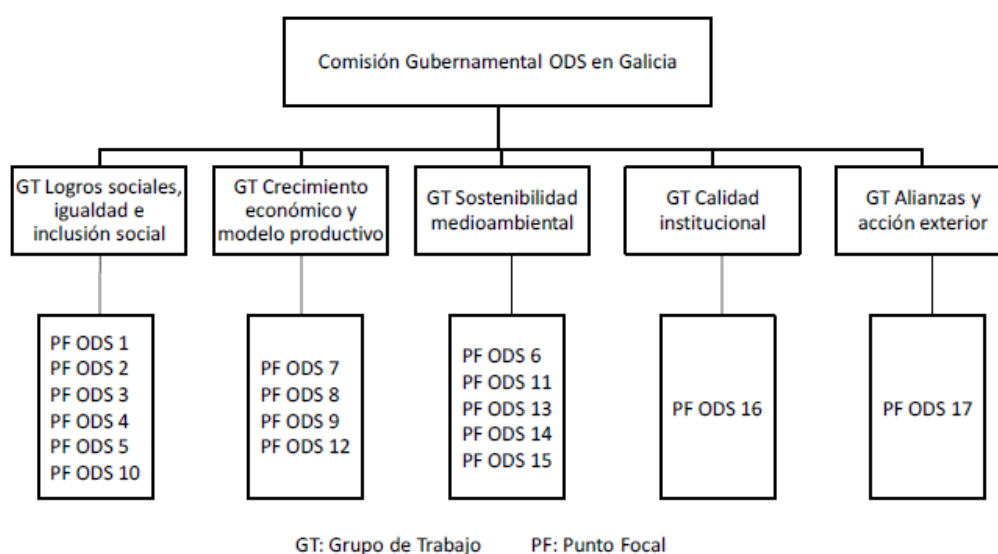 Comisión Gubernamental ODS en Galicia
GT Logros sociales,
igualdad e
inclusión social
GT Crecimiento
económico y
modelo productivo
GT Sostenibilidad
medioambiental
GT Calidad
institucional
GT Alianzas y
acción exterior
PF ODS 1
PF ODS 2
PF ODS 3
PF ODS 4
PF ODS 5
PF ODS 10
PF ODS 7
PF ODS 8
PF ODS 9
PF ODS 12
PF ODS 6
PF ODS 11
PF ODS 13
PF ODS 14
PF ODS 15
PF ODS 16
PF ODS 17
GT: Grupo de Trabajo PF: Punto Focal